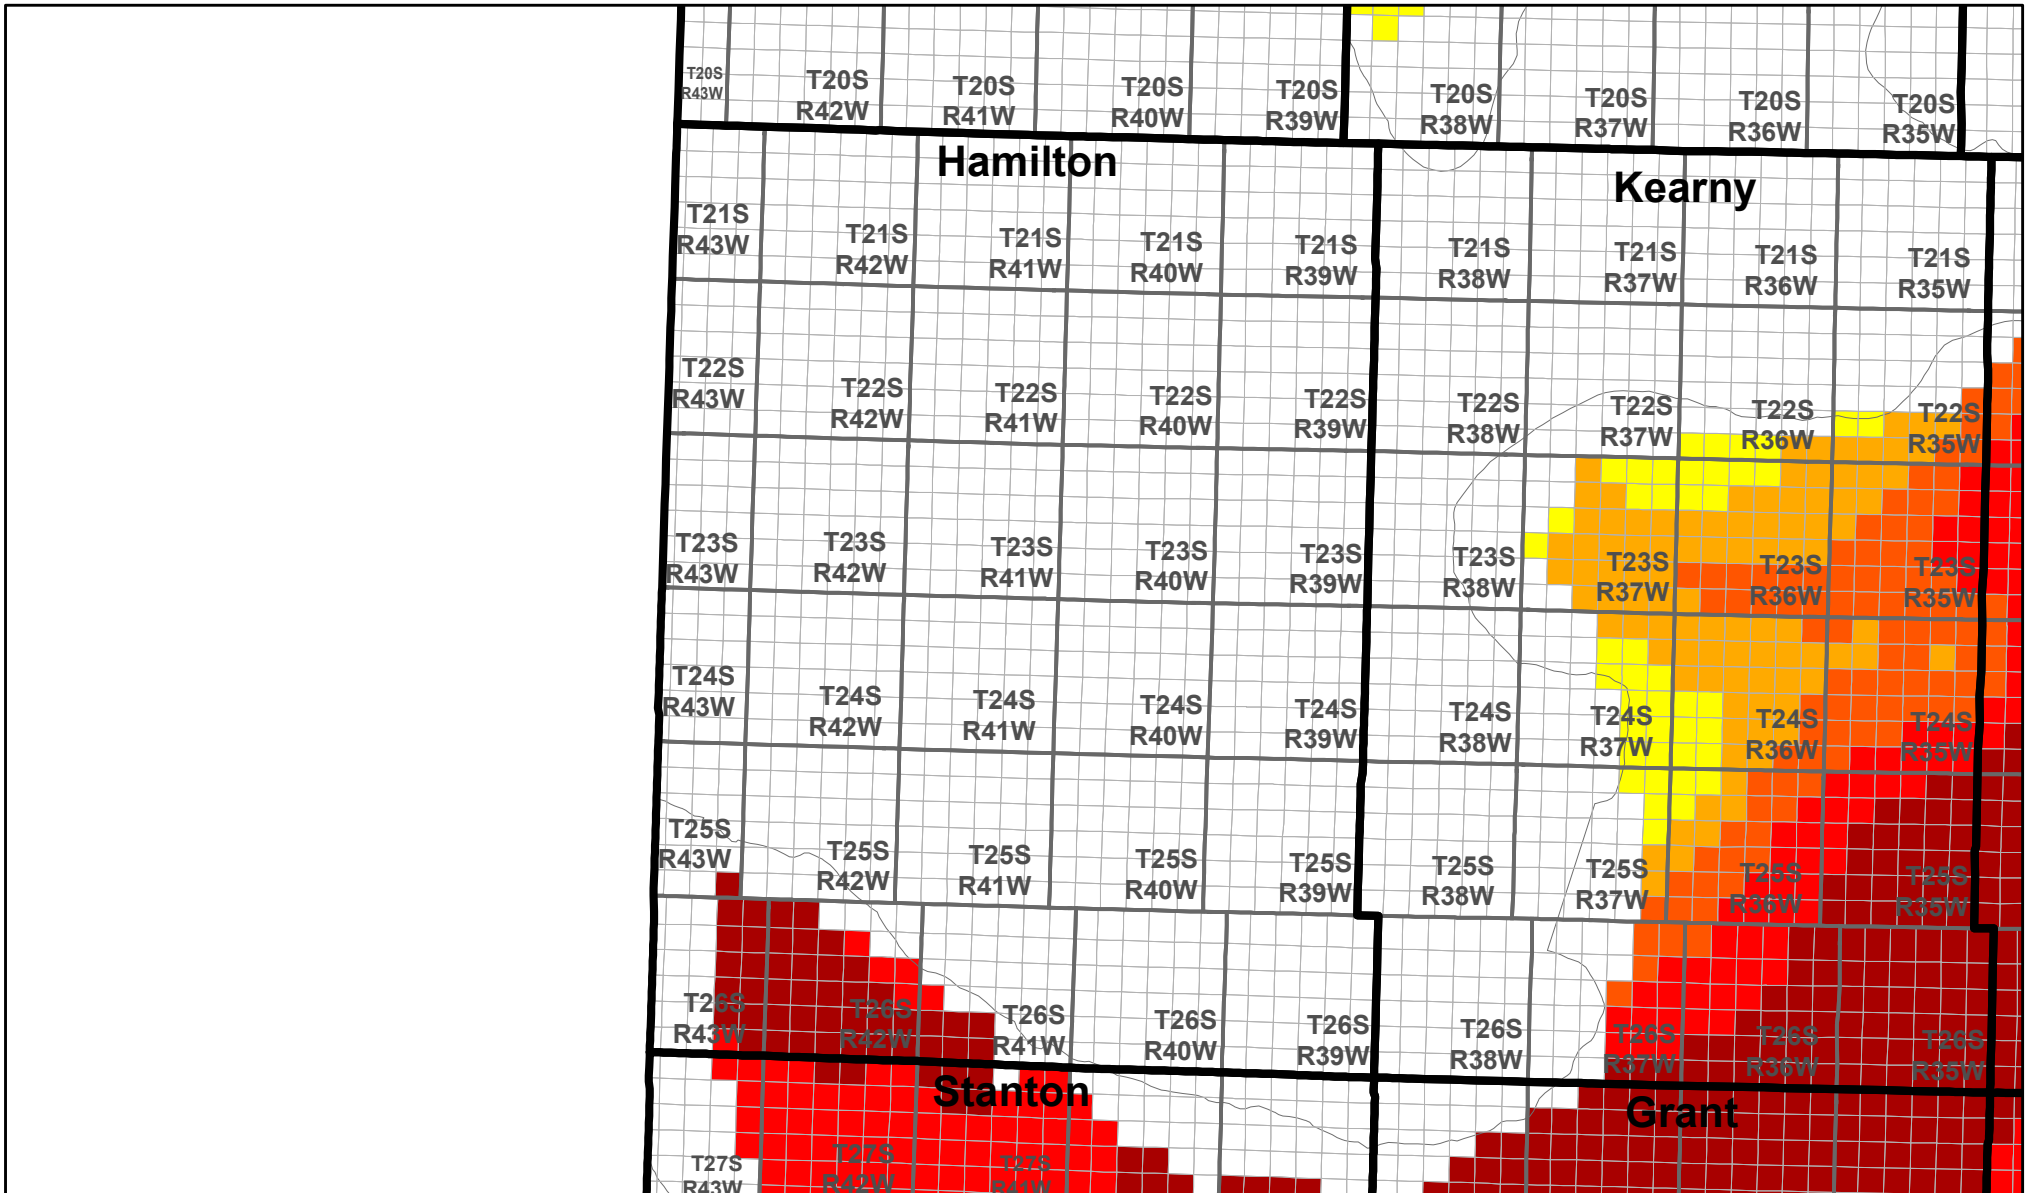 T20S
R43W
T20S
R42W
T20S
R41W
T20S
R40W
T20S
R39W
T20S
R38W
T20S
R37W
T20S
R36W
T20S
R35W
Hamilton
Kearny
T21S
R43W
T21S
R42W
T21S
R41W
T21S
R40W
T21S
R39W
T21S
R38W
T21S
R37W
T21S
R36W
T21S
R35W
T22S
R43W
T22S
R42W
T22S
R41W
T22S
R40W
T22S
R39W
T22S
R38W
T22S
R37W
T22S
R36W
T22S
R35W
T23S
R43W
T23S
R42W
T23S
R41W
T23S
R40W
T23S
R39W
T23S
R38W
T23S
R37W
T23S
R36W
T23S
R35W
T24S
R43W
T24S
R42W
T24S
R41W
T24S
R40W
T24S
R39W
T24S
R38W
T24S
R37W
T24S
R36W
T24S
R35W
T25S
R43W
T25S
R42W
T25S
R41W
T25S
R40W
T25S
R39W
T25S
R38W
T25S
R37W
T25S
R36W
T25S
R35W
T26S
R43W
T26S
R42W
T26S
R41W
T26S
R40W
T26S
R39W
T26S
R38W
T26S
R37W
T26S
R36W
T26S
R35W
Stanton
Grant
T27S
R43W
T27S
R42W
T27S
R41W